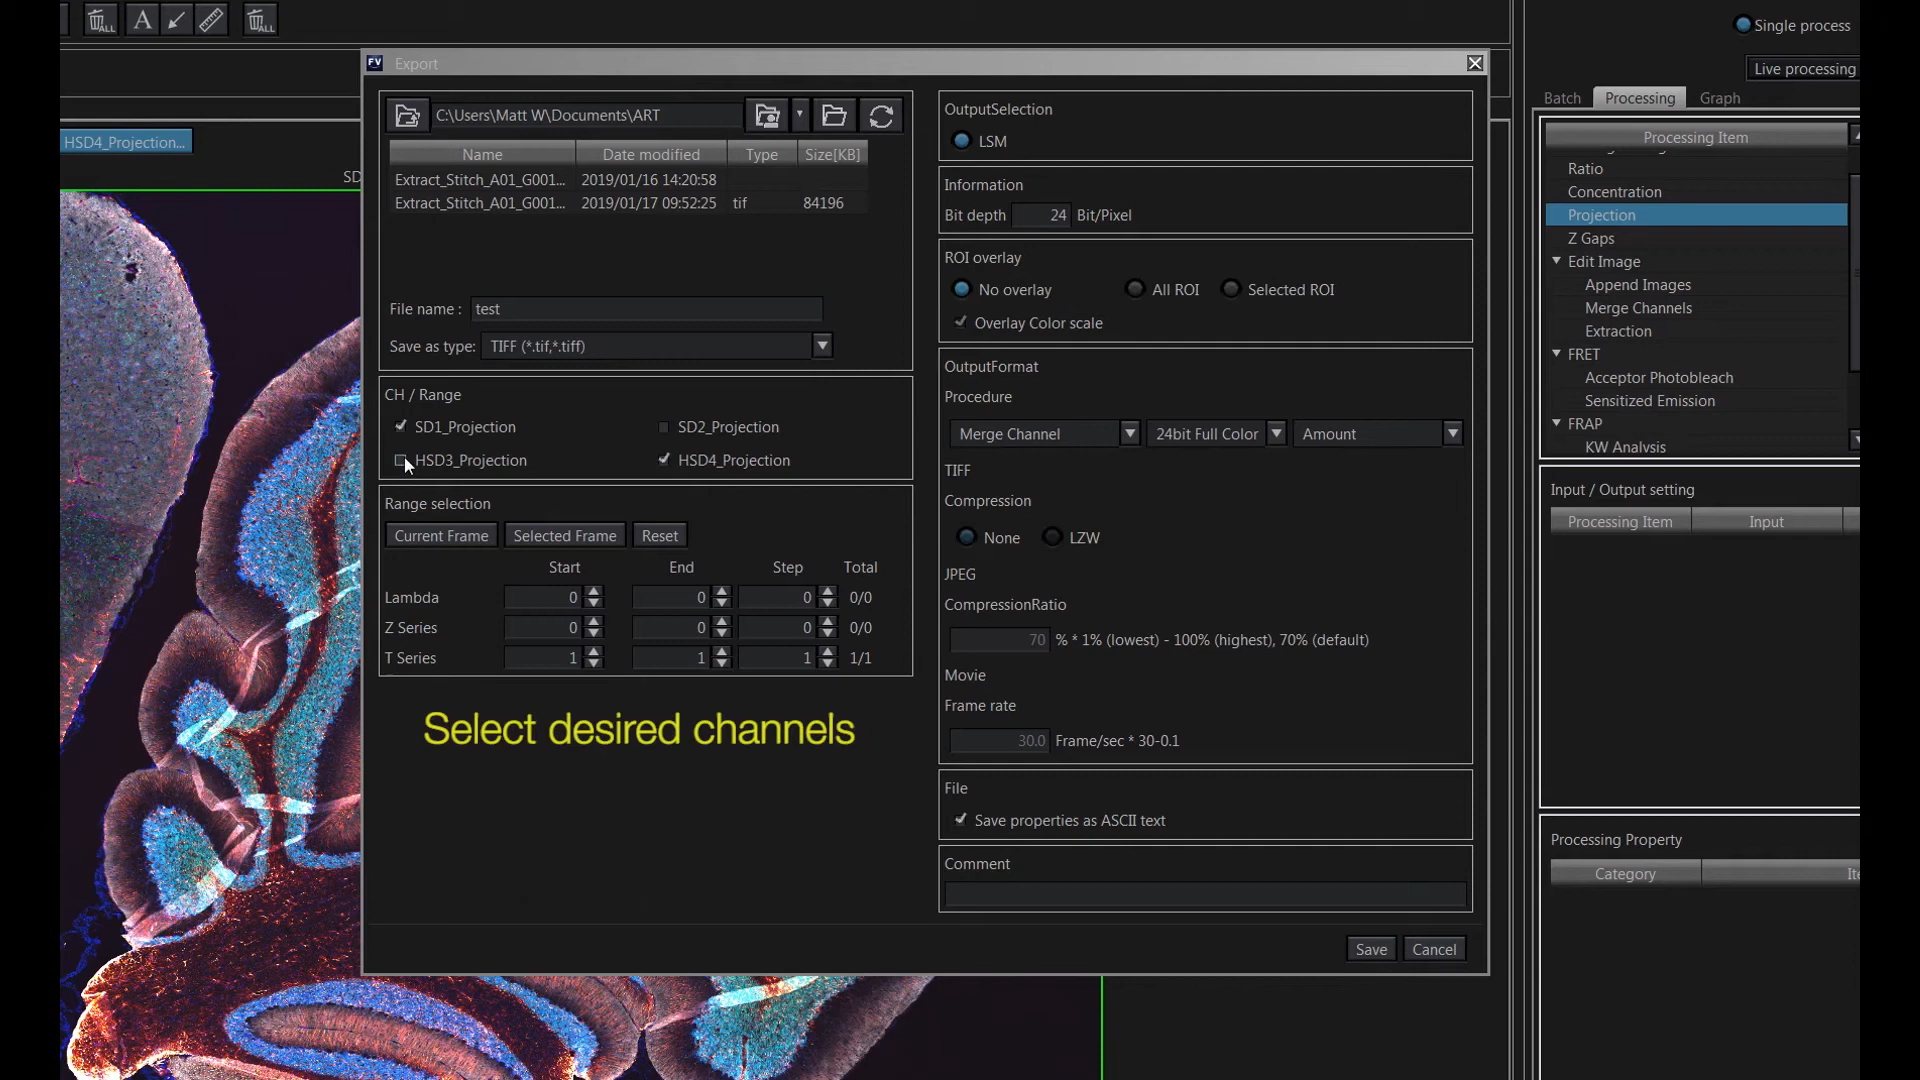 ALL A ALL
Single process
Live processing
FV Export
Batch Processing Graph
HSD4_Projection...
SD
C:\Users\Matt W\Documents\ART
Name Date modified Type Size[KB]
Extract_Stitch_A01_G001... 2019/01/16 14:20:58
Extract_Stitch_A01_G001... 2019/01/17 09:52:25 tif 84196
File name : test
Save as type: TIFF (*.tif,*.tiff)
CH / Range
SD1_Projection SD2_Projection
HSD3_Projection HSD4_Projection
Range selection
Current Frame Selected Frame Reset
Start End Step Total
Lambda 0 0 0 0/0
Z Series 0 0 0 0/0
T Series 1 1 1 1/1
Select desired channels
OutputSelection
LSM
Information
Bit depth 24 Bit/Pixel
ROI overlay
No overlay All ROI Selected ROI
Overlay Color scale
OutputFormat
Procedure
Merge Channel 24bit Full Color Amount
TIFF
Compression
None LZW
JPEG
CompressionRatio
70 % * 1% (lowest) - 100% (highest), 70% (default)
Movie
Frame rate
30.0 Frame/sec * 30-0.1
File
Save properties as ASCII text
Comment
Save Cancel
Processing Item
Ratio
Concentration
Projection
Z Gaps
Edit Image
Append Images
Merge Channels
Extraction
FRET
Acceptor Photobleach
Sensitized Emission
FRAP
KW Analysis
Input / Output setting
Processing Item Input
Processing Property
Category Ite